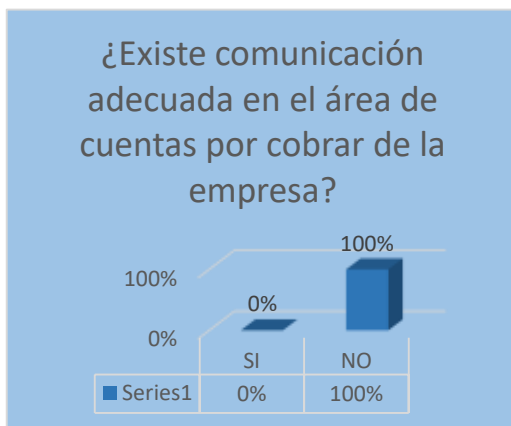 ¿Existe comunicación
adecuada en el área de
cuentas por cobrar de la
empresa?
100%
100%
0%
0%
SI NO
Series1 0% 100%